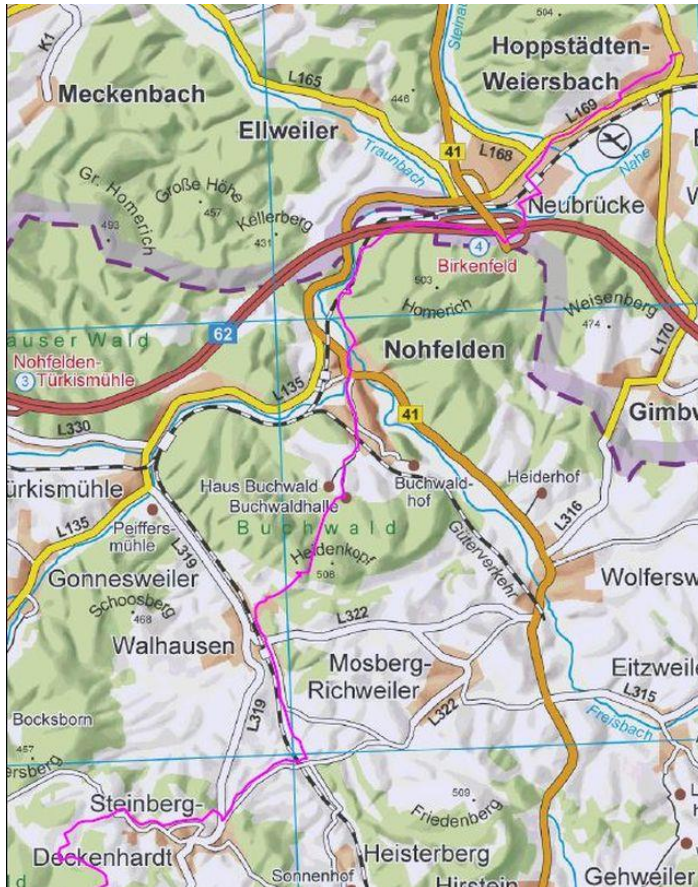 504
Steina
K1
Hoppstädten-
Weiersbach
L165
Meckenbach
446
L169
Ellweiler
41
L168
Traunbach
Nahe
Große Höhe
Gr. Homerich
457
Kellerberg
Neubrücke
493
431
4
Birkenfeld
503
Homerich
Weisenberg
62
474
auser Wald
Nohfelden
L170
Nohfelden-
3 Türkismühle
L135
41
Gimbw
L330
Haus Buchwald
Buchwald-
hof
Heiderhof
ürkismühle
Buchwaldhalle
L135
Peiffers-
mühle
Buchwald
L316
L319
Heidenkopf
Güterverkehr
Gonnesweiler
506
Wolfersw
Schoosberg
468
L322
Walhausen
Mosberg-
Richweiler
Eitzweile
L315
L319
L322
Freisbach
Bocksborn
457
ersberg
Steinberg-
509
Friedenberg
L
Deckenhardt
Heisterberg
Sonnenhof
Gehweiler
Hirstein